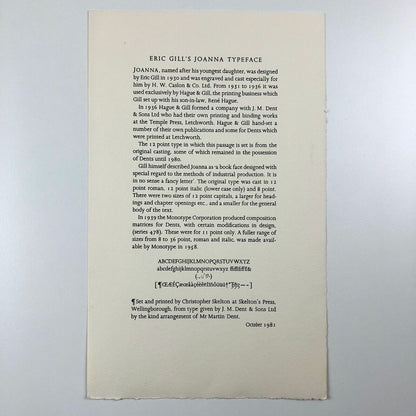 ERIC GILL'S JOANNA TYPEFACE
JOANNA, named after his youngest daughter, was designed
by Eric Gill in 1930 and was engraved and cast especially for
him by H. W. Caslon & Co. Ltd. From 1931 to 1936 it was
used exclusively by Hague & Gill, the printing business which
Gill set up with his son-in-law, René Hague.
In 1936 Hague & Gill formed a company with J. M. Dent
& Sons Ltd who had their own printing and binding works
at the Temple Press, Letchworth. Hague & Gill hand-set a
number of their own publications and some for Dents which
were printed at Letchworth.
The 12 point type in which this passage is set is from the
original casting, some of which remained in the possession
of Dents until 1980.
Gill himself described Joanna as 'a book face designed with
special regard to the methods of industrial production. It is
in no sense a fancy letter'. The original type was cast in 12
point roman, 12 point italic (lower case only) and 8 point.
There were two sizes of 12 point capitals, a larger for head-
ings and chapter openings etc., and a smaller for the general
body of the text.
In 1939 the Monotype Corporation produced composition
matrices for Dents, with certain modifications in design,
(series 478). These were for 11 point only. A fuller range of
sizes from 8 to 36 point, roman and italic, was made avail-
able by Monotype in 1958.
ABCDEFGHIJKLMNOPQRSTUVWXYZ
abcdefghijklmnopqrstuvwxyz
¶ Set and printed by Christopher Skelton at Skelton's Press,
Wellingborough, from type given by J. M. Dent & Sons Ltd
by the kind arrangement of Mr Martin Dent.
October 1981